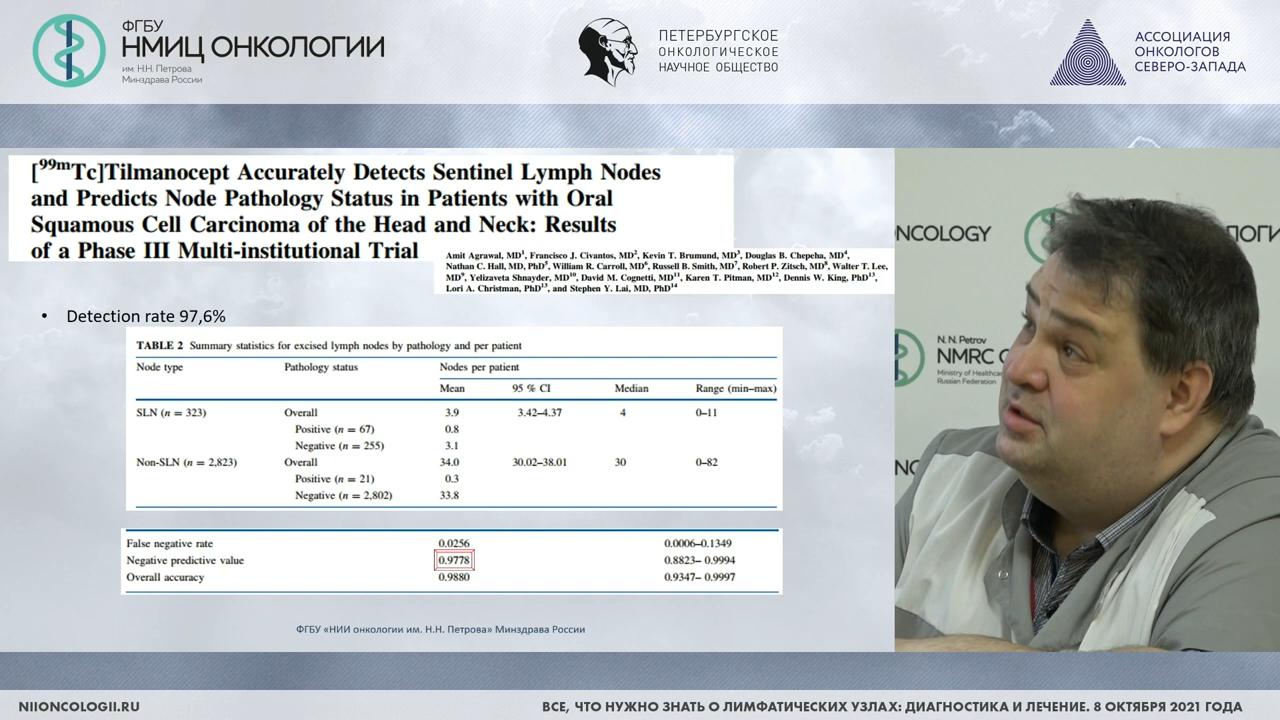 ФГБУ
НМИЦ ОНКОЛОГИИ
им. Н.Н. Петрова
Минздрава России
ПЕТЕРБУРГСКОЕ
ОНКОЛОГИЧЕСКОЕ
НАУЧНОЕ ОБЩЕСТВО
АССОЦИАЦИЯ
ОНКОЛОГОВ
СЕВЕРО-ЗАПАДА
[99mTc]Tilmanocept Accurately Detects Sentinel Lymph Nodes
and Predicts Node Pathology Status in Patients with Oral
Squamous Cell Carcinoma of the Head and Neck: Results
of a Phase III Multi-institutional Trial
Amit Agrawal, MD1, Francisco J. Civantos, MD2, Kevin T. Brumund, MD3, Douglas B. Chepeha, MD4,
Nathan C. Hall, MD, PhD5, William R. Carroll, MD6, Russell B. Smith, MD7, Robert P. Zitsch, MD8, Walter T. Lee,
MD9, Yelizaveta Shnayder, MD10, David M. Cognetti, MD11, Karen T. Pitman, MD12, Dennis W. King, PhD13,
Lori A. Christman, PhD13, and Stephen Y. Lai, MD, PhD14
• Detection rate 97,6%
TABLE 2 Summary statistics for excised lymph nodes by pathology and per patient
Node type Pathology status Nodes per patient
Mean 95 % CI Median Range (min–max)
SLN (n = 323) Overall 3.9 3.42–4.37 4 0–11
Positive (n = 67) 0.8
Negative (n = 255) 3.1
Non-SLN (n = 2,823) Overall 34.0 30.02–38.01 30 0–82
Positive (n = 21) 0.3
Negative (n = 2,802) 33.8
False negative rate 0.0256 0.0006–0.1349
Negative predictive value 0.9778 0.8823– 0.9994
Overall accuracy 0.9880 0.9347– 0.9997
ФГБУ «НИИ онкологии им. Н.Н. Петрова» Минздрава России
NCOLOGY
N. N. Petrov
NMRC
Ministry of Healthca
Russian Federation
NIIONCOLOGII.RU
ВСЕ, ЧТО НУЖНО ЗНАТЬ О ЛИМФАТИЧЕСКИХ УЗЛАХ: ДИАГНОСТИКА И ЛЕЧЕНИЕ. 8 ОКТЯБРЯ 2021 ГОДА